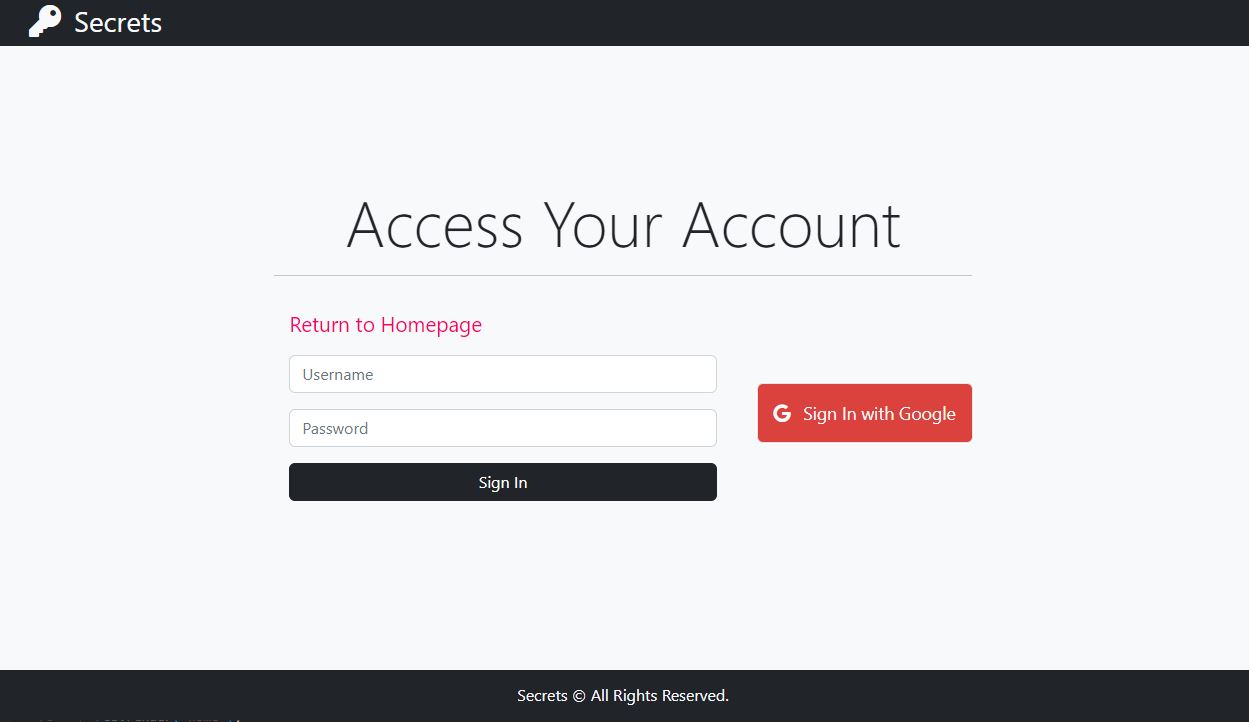 Secrets
Access Your Account
Return to Homepage
Username
Password
Sign In
G Sign In with Google
Secrets © All Rights Reserved.